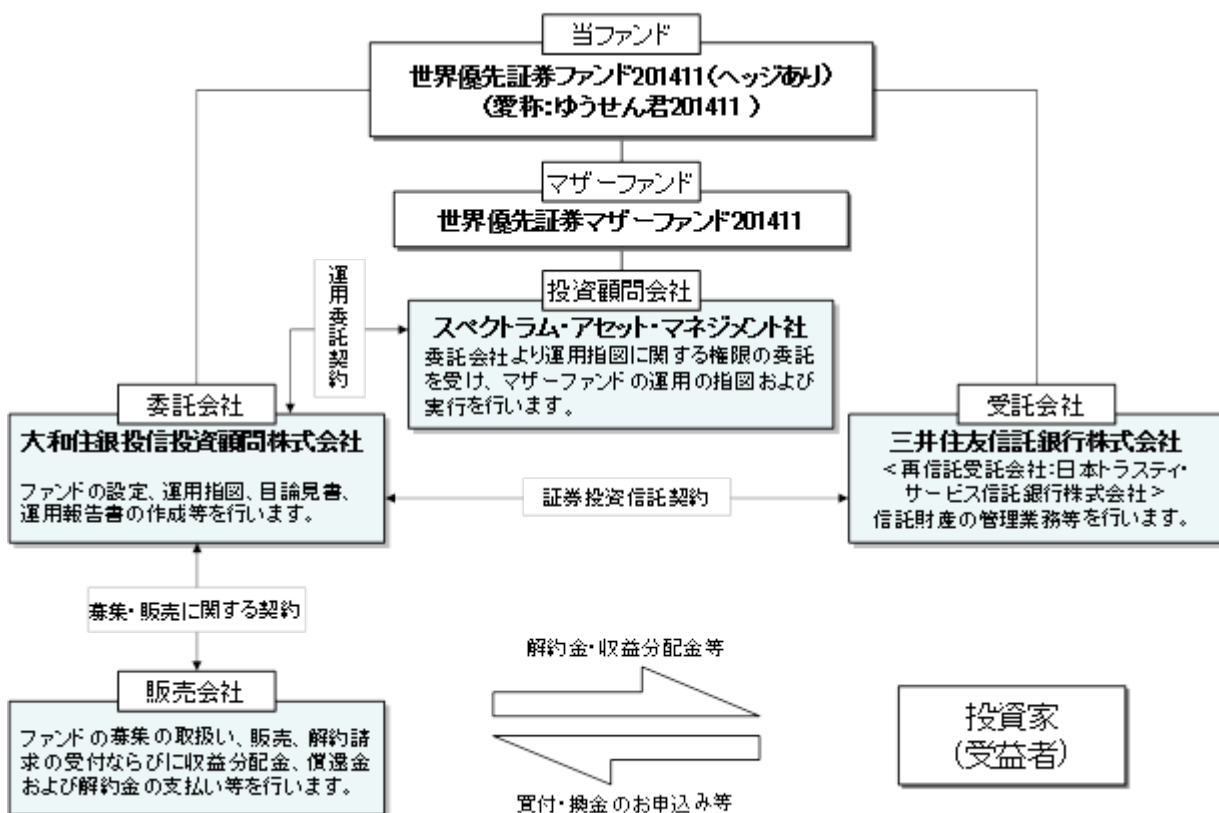 当ファンド
世界優先証券ファンド201411(ヘッジあり)
(愛称:ゆうせん君201411 )
マザーファンド
世界優先証券マザーファンド201411
運用委託契約
投資顧問会社
スペクトラム・アセット・マネジメント社
委託会社より運用指図に関する権限の委託
を受け、マザーファンドの運用の指図および
実行を行います。
委託会社
大和住銀投信投資顧問株式会社
ファンドの設定、運用指図、目論見書、
運用報告書の作成等を行います。
証券投資信託契約
受託会社
三井住友信託銀行株式会社
<再信託受託会社:日本トラスティ・
サービス信託銀行株式会社>
信託財産の管理業務等を行います。
募集・販売に関する契約
販売会社
ファンドの募集の取扱い、販売、解約請
求の受付ならびに収益分配金、償還金
および解約金の支払い等を行います。
解約金・収益分配金等
買付・換金のお申込み等
投資家
(受益者)